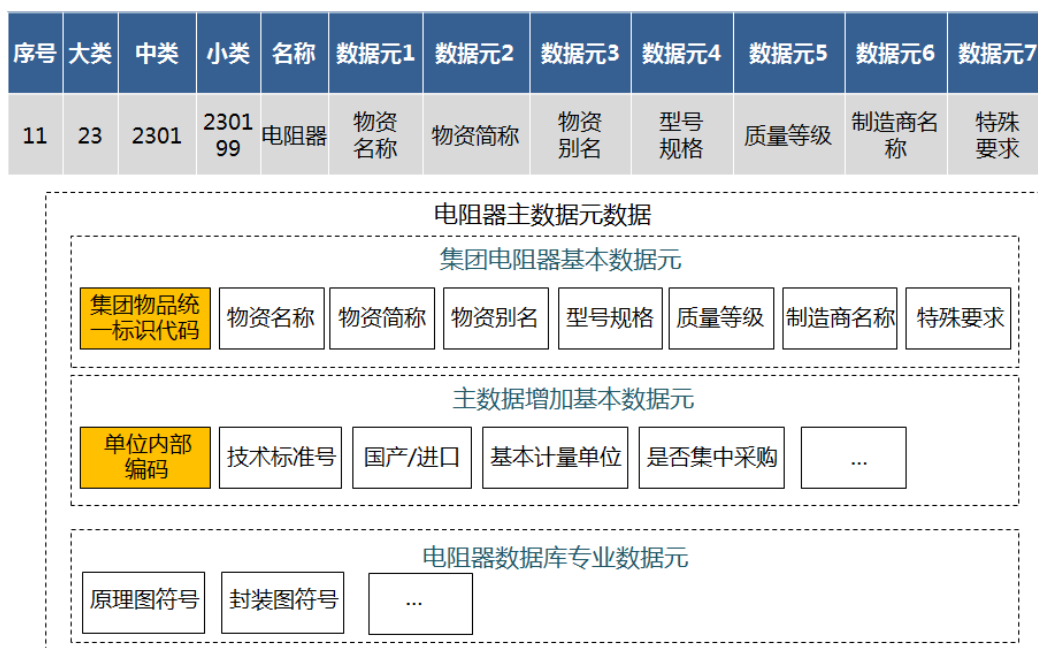 序号 大类 中类 小类 名称 数据元1 数据元2 数据元3 数据元4 数据元5 数据元6 数据元7
11 23 2301 2301
99 电阻器 物资
名称 物资简称 物资
别名 型号
规格 质量等级 制造商名
称 特殊
要求
电阻器主数据元数据
集团电阻器基本数据元
集团物品统
一标识代码
物资名称
物资简称
物资别名
型号规格
质量等级
制造商名称
特殊要求
主数据增加基本数据元
单位内部
编码
技术标准号
国产/进口
基本计量单位
是否集中采购
...
电阻器数据库专业数据元
原理图符号
封装图符号
...